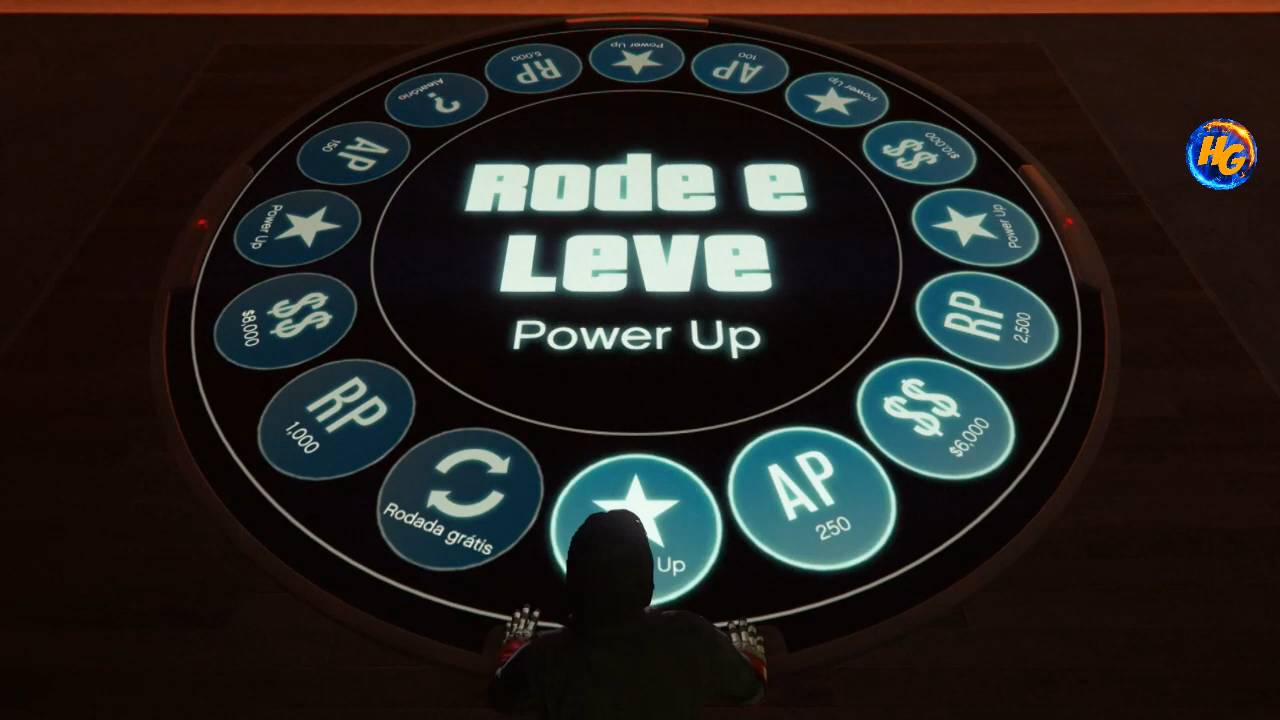 Rode e
Leve
Power Up
Power Up
AP
100
Power Up
$$
$10,000
Power Up
RP
2,500
$$
$6,000
AP
250
Up
Rodada grátis
RP
1,000
$$
$8,000
Power Up
AP
150
?
Aleatório
RP
5,000
HG